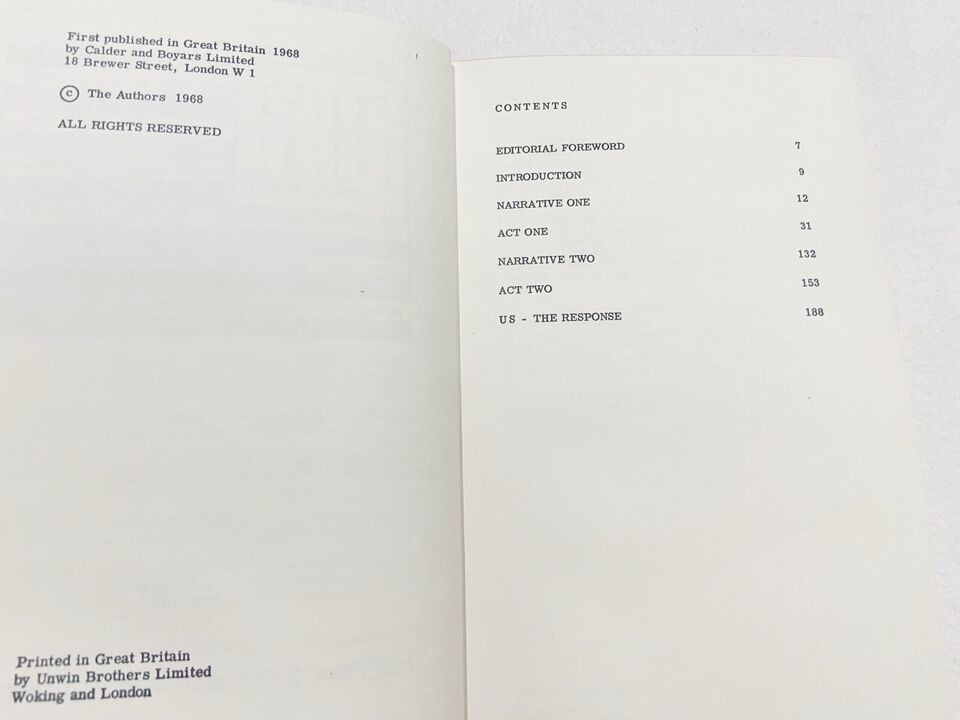 First published in Great Britain 1968
by Calder and Boyars Limited
18 Brewer Street, London W 1
© The Authors 1968
ALL RIGHTS RESERVED
Printed in Great Britain
by Unwin Brothers Limited
Woking and London
CONTENTS
EDITORIAL FOREWORD 7
INTRODUCTION 9
NARRATIVE ONE 12
ACT ONE 31
NARRATIVE TWO 132
ACT TWO 153
US - THE RESPONSE 188